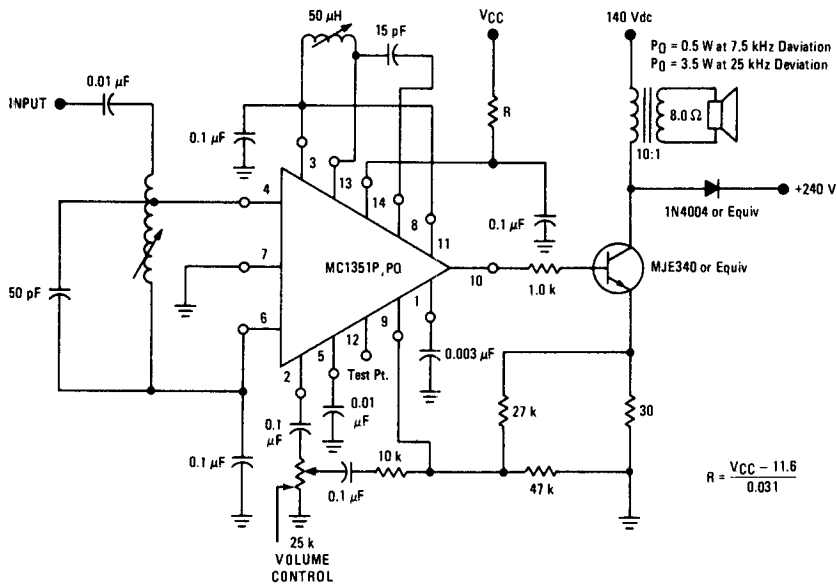 50 µH
15 pF
VCC
140 Vdc
PO = 0.5 W at 7.5 kHz Daviation
PO = 3.5 W at 25 kHz Deviation
0.01 µF
INPUT
R
8.0 Ω
10:1
0.1 µF
3
13
14
8
11
0.1 µF
+240 V
1N4004 or Equiv
4
MC1351P, PQ
10
1.0 k
MJE340 or Equiv
7
50 pF
6
1
9
12
5
2
Test Pt.
0.003 µF
0.01 µF
0.1 µF
27 k
30
0.1 µF
10 k
47 k
0.1 µF
25 k
VOLUME
CONTROL
R = VCC – 11.6
0.031